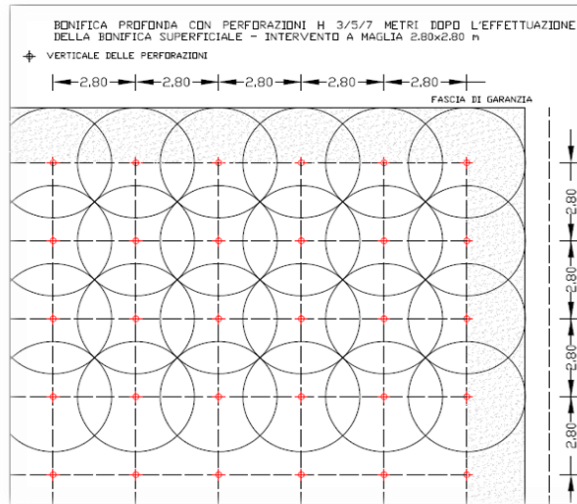 BONIFICA PROFONDA CON PERFORAZIONI H 3/5/7 METRI DOPO L'EFFETTUAZIONE
DELLA BONIFICA SUPERFICIALE - INTERVENTO A MAGLIA 2.80x2.80 m
VERTICALE DELLE PERFORAZIONI
2,80 2,80 2,80 2,80 2,80
FASCIA DI GARANZIA
2,80
2,80
2,80
2,80